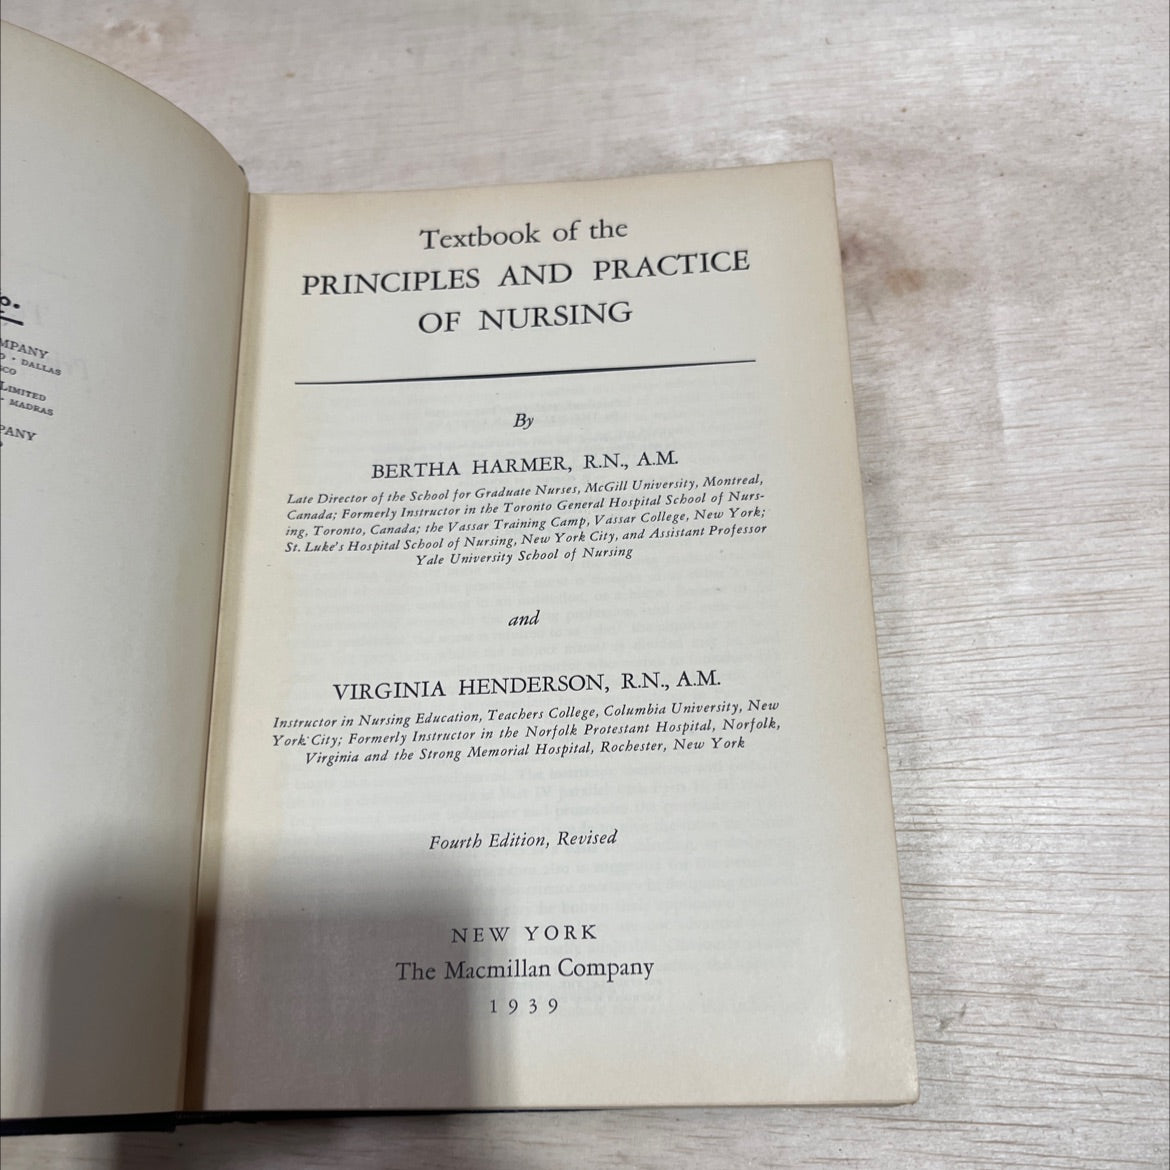 MPANY
DALLAS
LIMITED
MADRAS
Textbook of the
PRINCIPLES AND PRACTICE
OF NURSING
By
BERTHA HARMER, R.N., A.M.
Late Director of the School for Graduate Nurses, McGill University, Montreal,
Canada; Formerly Instructor in the Toronto General Hospital School of Nurs-
ing, Toronto, Canada; the Vassar Training Camp, Vassar College, New York;
St. Luke's Hospital School of Nursing, New York City, and Assistant Professor
Yale University School of Nursing
and
VIRGINIA HENDERSON, R.N., A.M.
Instructor in Nursing Education, Teachers College, Columbia University, New
York City; Formerly Instructor in the Norfolk Protestant Hospital, Norfolk,
Virginia and the Strong Memorial Hospital, Rochester, New York
Fourth Edition, Revised
NEW YORK
The Macmillan Company
1939